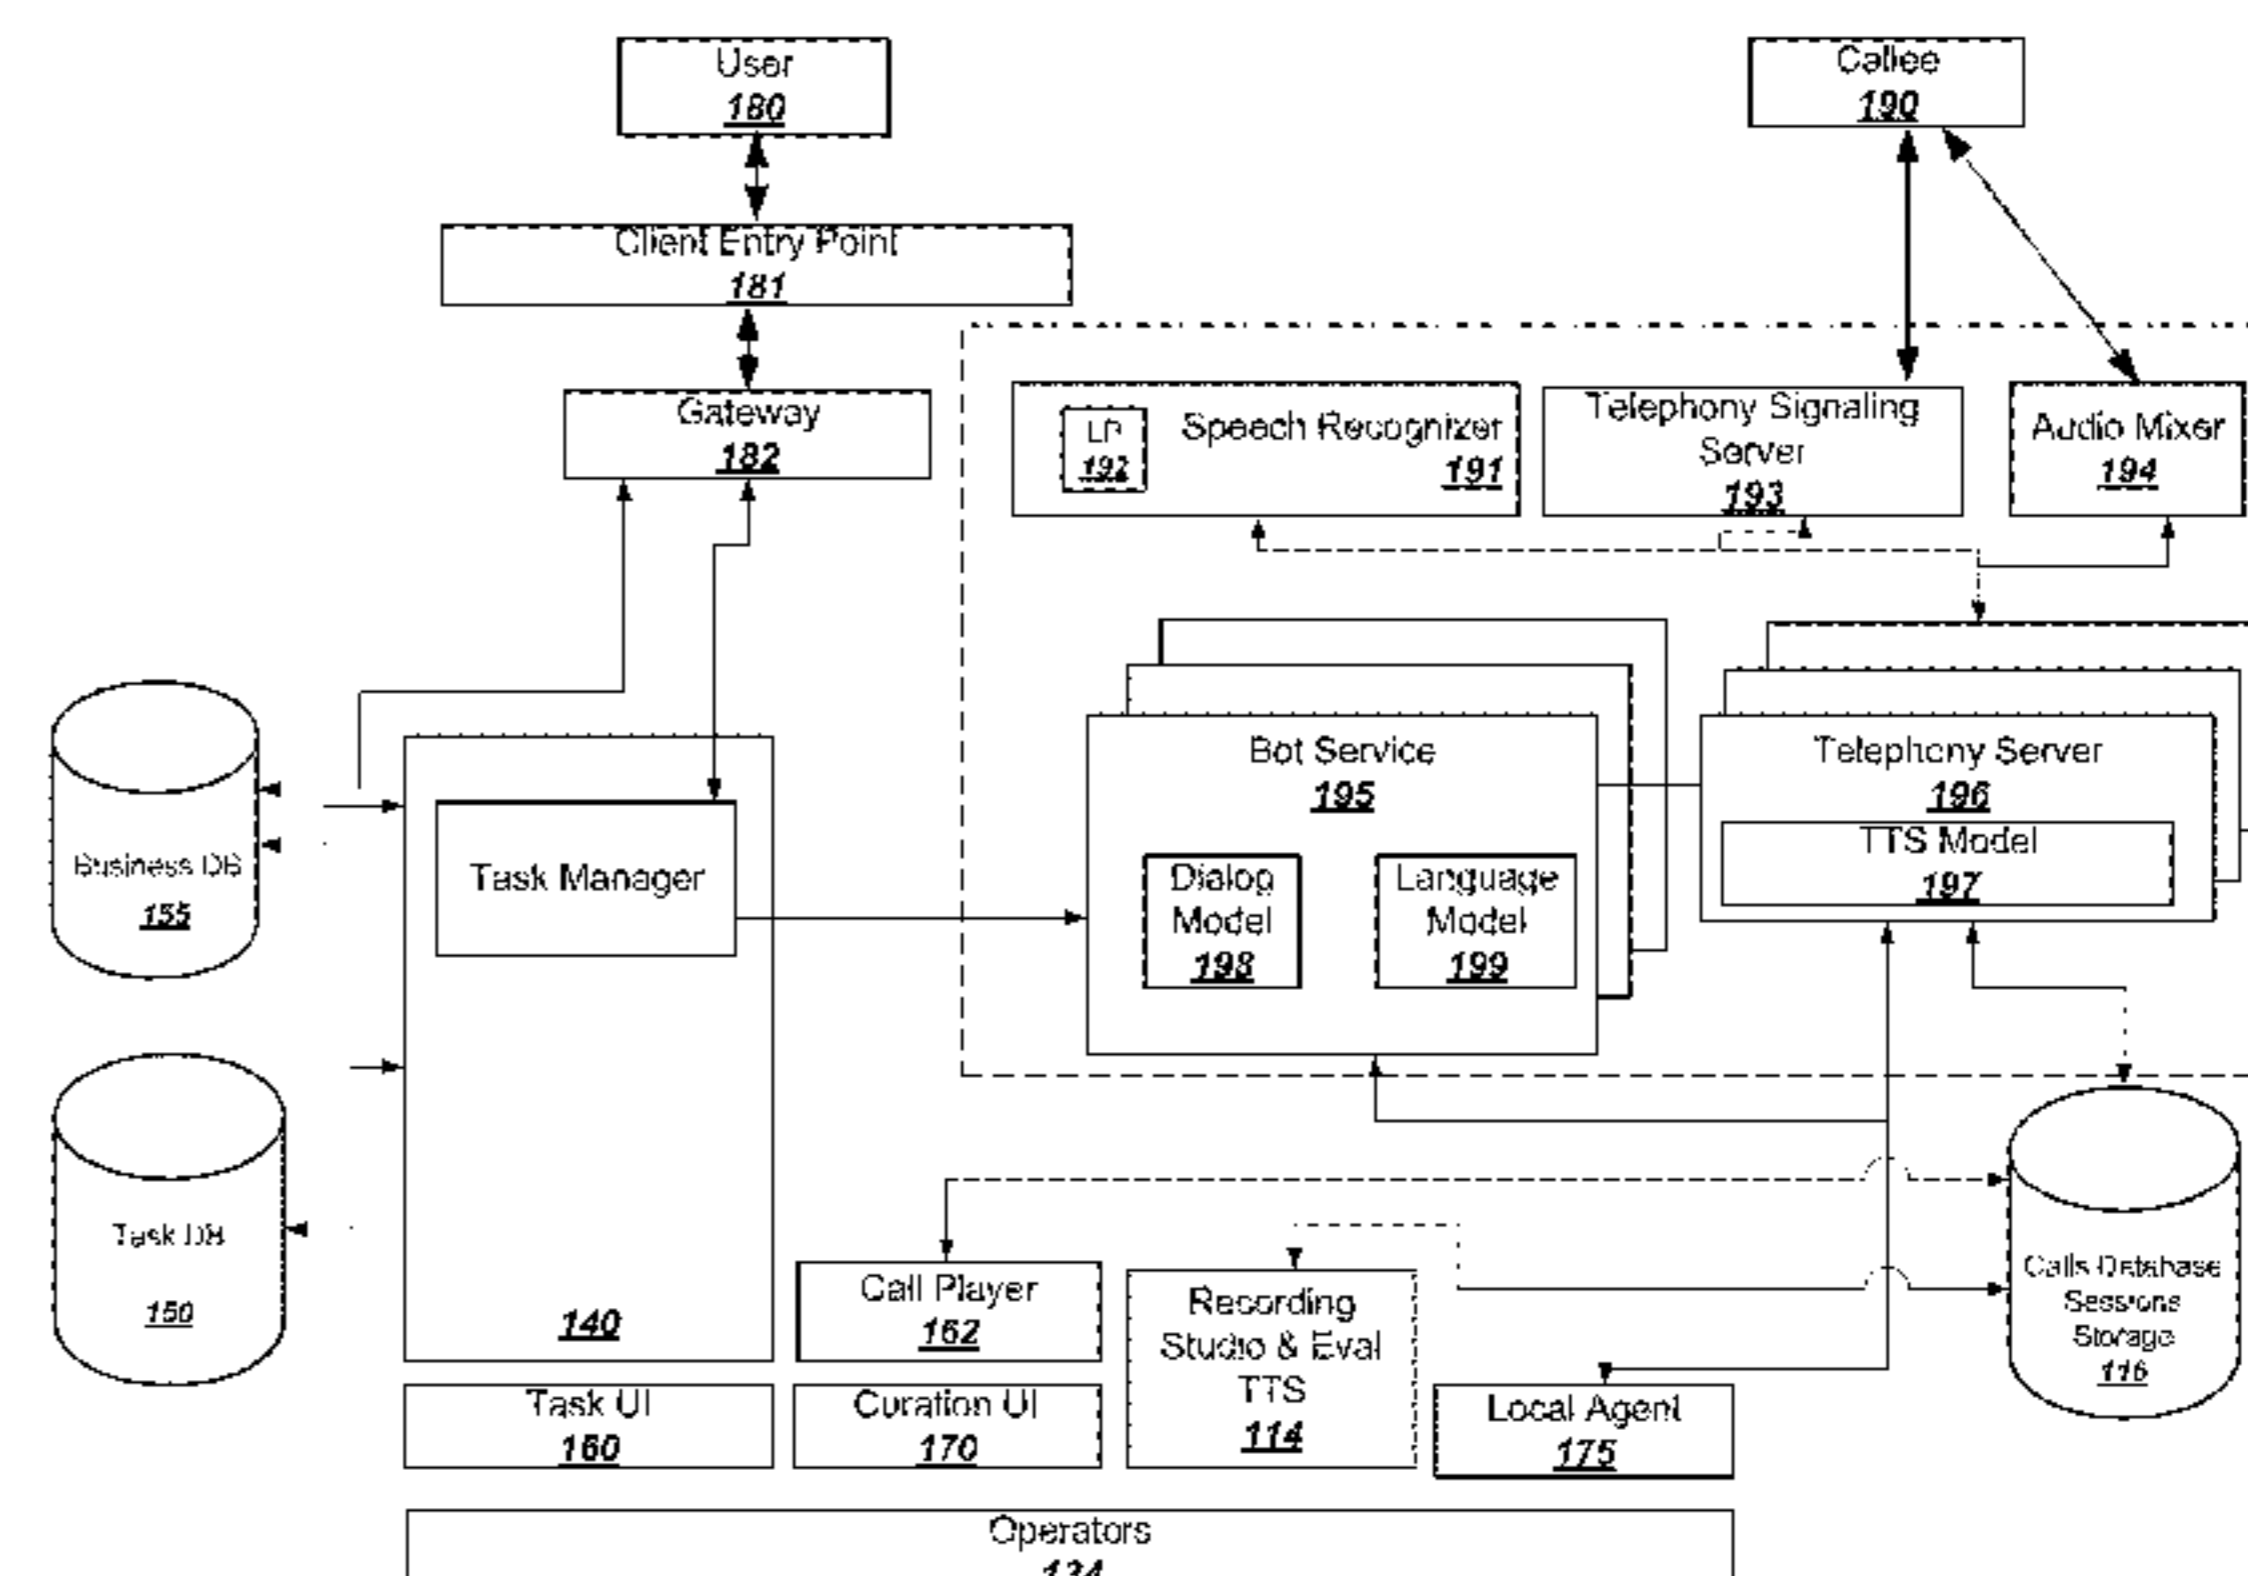 User
180
Callee
190
Client Entry Point
181
Gateway
182
LP
192
Speech Recognizer
191
Telephony Signaling
Server
193
Audio Mixer
194
Business DB
155
Task Manager
Bot Service
195
Dialog
Model
198
Language
Model
199
Telephony Server
196
TTS Model
197
Task DB
150
140
Call Player
162
Recording
Studio & Eval
TTS
114
Calls Database
Sessions
Storage
116
Task UI
160
Curation UI
170
Local Agent
175
Operators